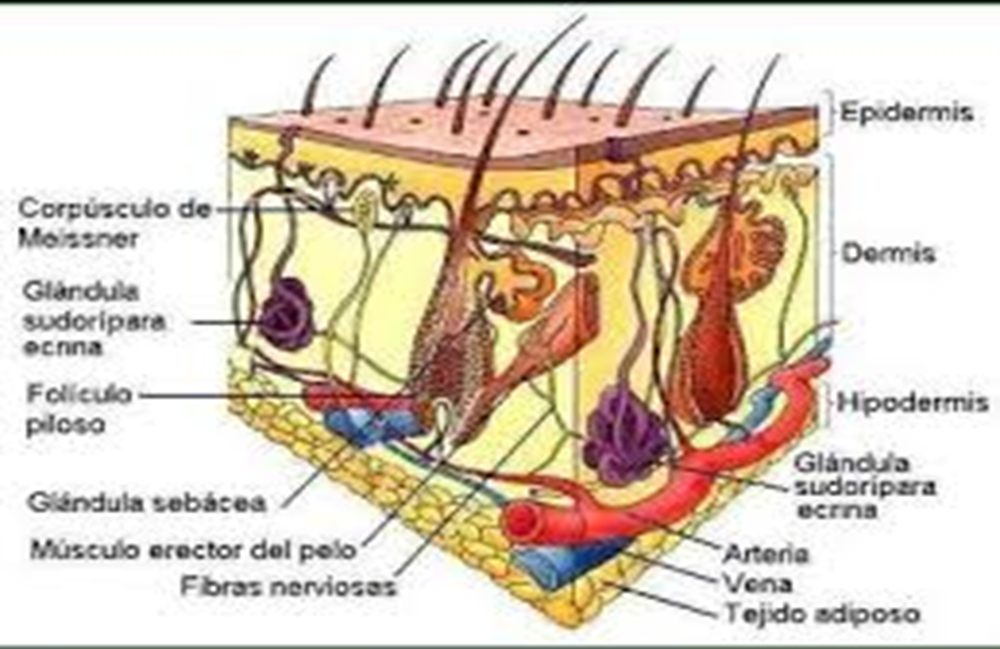 Epidermis
Corpúsculo de
Meissner
Dermis
Glándula
sudorípara
ecrina
Folículo
piloso
Hipodermis
Glándula
sudorípara
ecrina
Glándula sebácea
Músculo erector del pelo
Fibras nerviosas
Arteria
Vena
Tejido adiposo